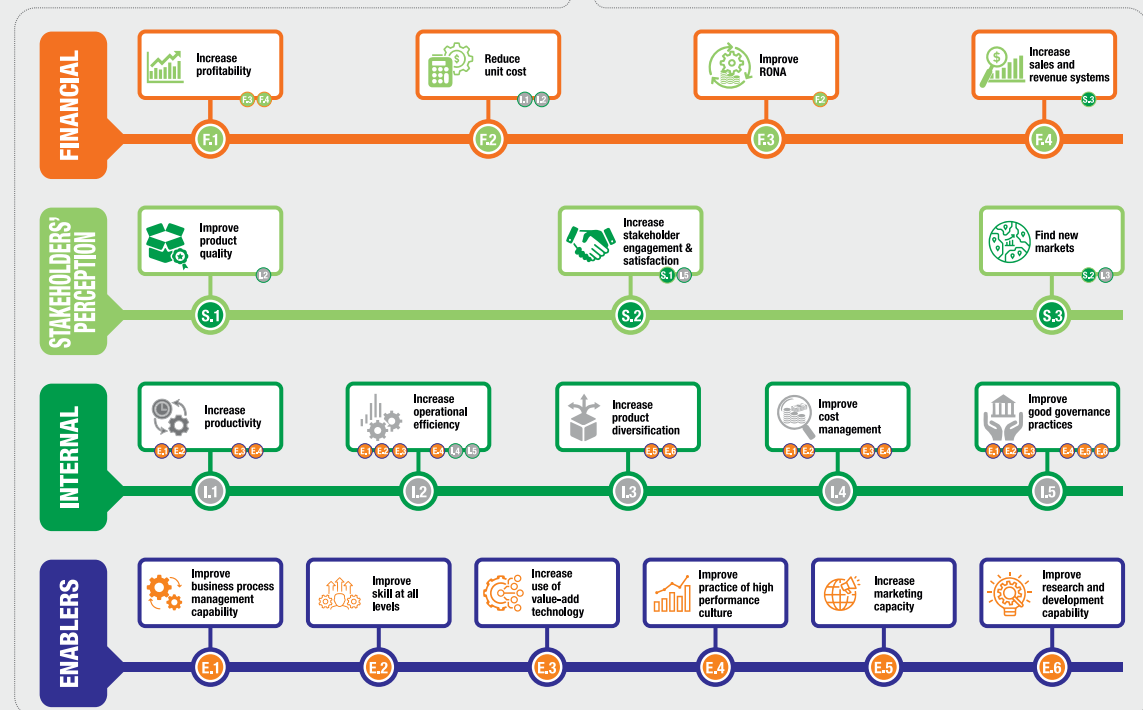 FINANCIAL
Increase
profitability
F.3 F.4
F.1
Reduce
unit cost
I.1 I.2
F.2
Improve
RONA
F.2
F.3
Increase
sales and
revenue systems
S.3
F.4
STAKEHOLDERS'
PERCEPTION
Improve
product
quality
I.2
S.1
Increase
stakeholder
engagement &
satisfaction
S.1 I.5
S.2
Find new
markets
S.2 I.3
S.3
INTERNAL
Increase
productivity
E.1 E.2 E.3 E.4
I.1
Increase
operational
efficiency
E.1 E.2 E.3 E.4 I.4 I.5
I.2
Increase
product
diversification
E.5 E.6
I.3
Improve
cost
management
E.1 E.2 E.3 E.4
I.4
Improve
good governance
practices
E.1 E.2 E.3 E.4 E.5 E.6
I.5
ENABLERS
Improve
business process
management
capability
E.1
Improve
skill at all
levels
E.2
Increase
use of
value-add
technology
E.3
Improve
practice of high
performance
culture
E.4
Increase
marketing
capacity
E.5
Improve
research and
development
capability
E.6